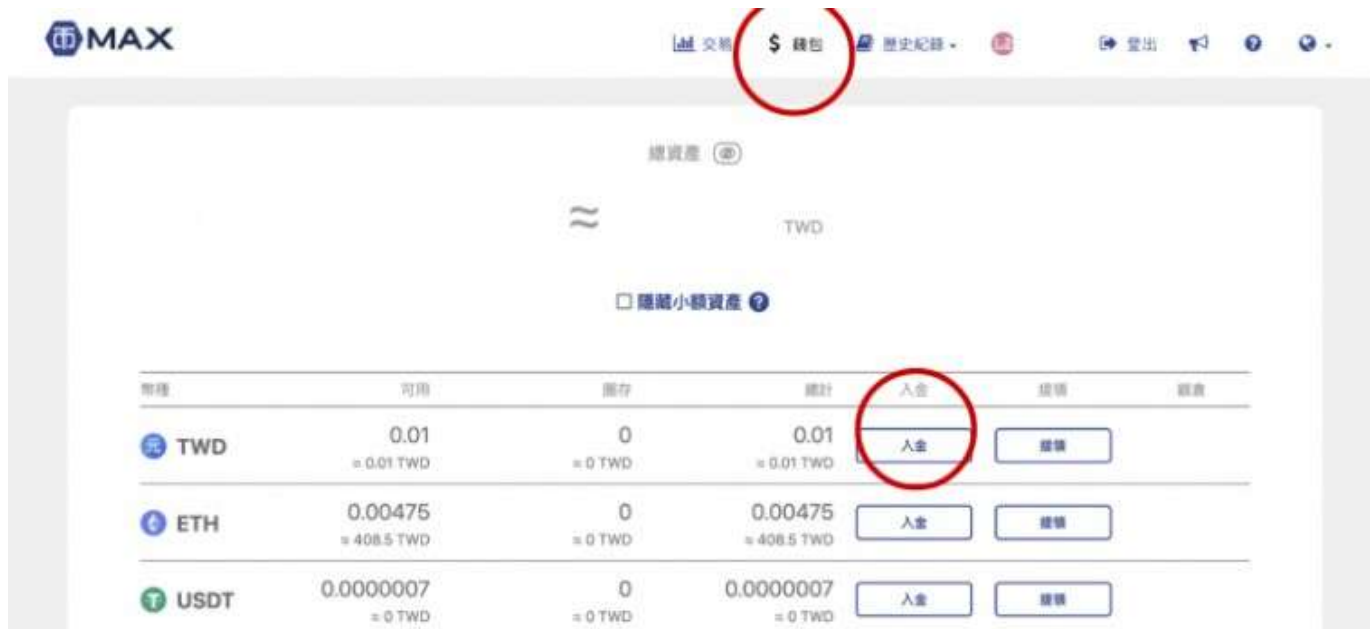 MAX 交易 $ 錢包 歷史紀錄 登出
總資產
≈ TWD
隱藏小額資產
幣種 可用 圈存 總計 入金 提領
TWD 0.01 0 0.01 入金 提領
≈ 0.01 TWD ≈ 0 TWD ≈ 0.01 TWD
ETH 0.00475 0 0.00475 入金 提領
≈ 408.5 TWD ≈ 0 TWD ≈ 408.5 TWD
USDT 0.0000007 0 0.0000007 入金 提領
≈ 0 TWD ≈ 0 TWD ≈ 0 TWD